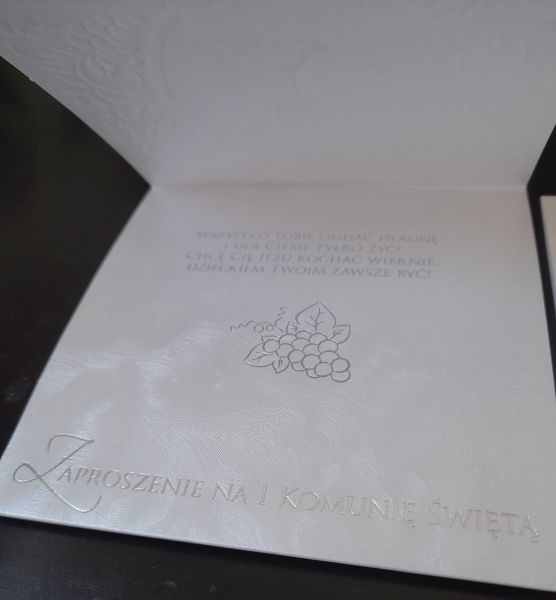 Wszystko Tobie oddać pragnę
i dla Ciebie tylko żyć!
Chcę Cię Jezu kochać wiernie,
dzieckiem Twoim zawsze być!
Zaproszenie na I Komunię Świętą